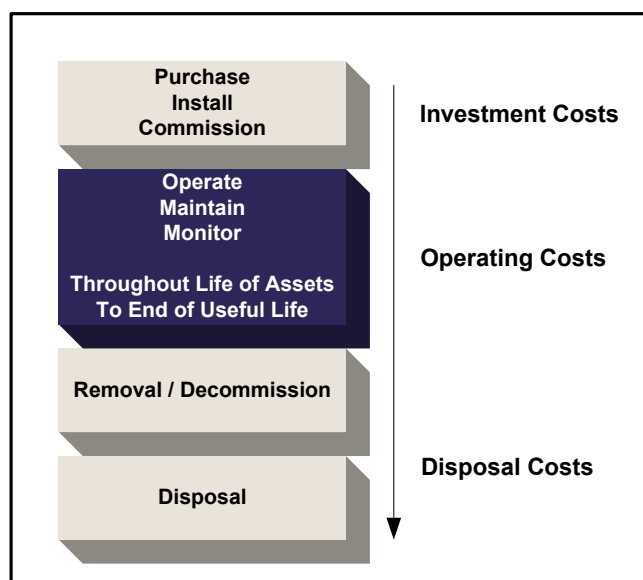 Purchase
Install
Commission
Investment Costs
Operate
Maintain
Monitor
Throughout Life of Assets
To End of Useful Life
Operating Costs
Removal / Decommission
Disposal
Disposal Costs